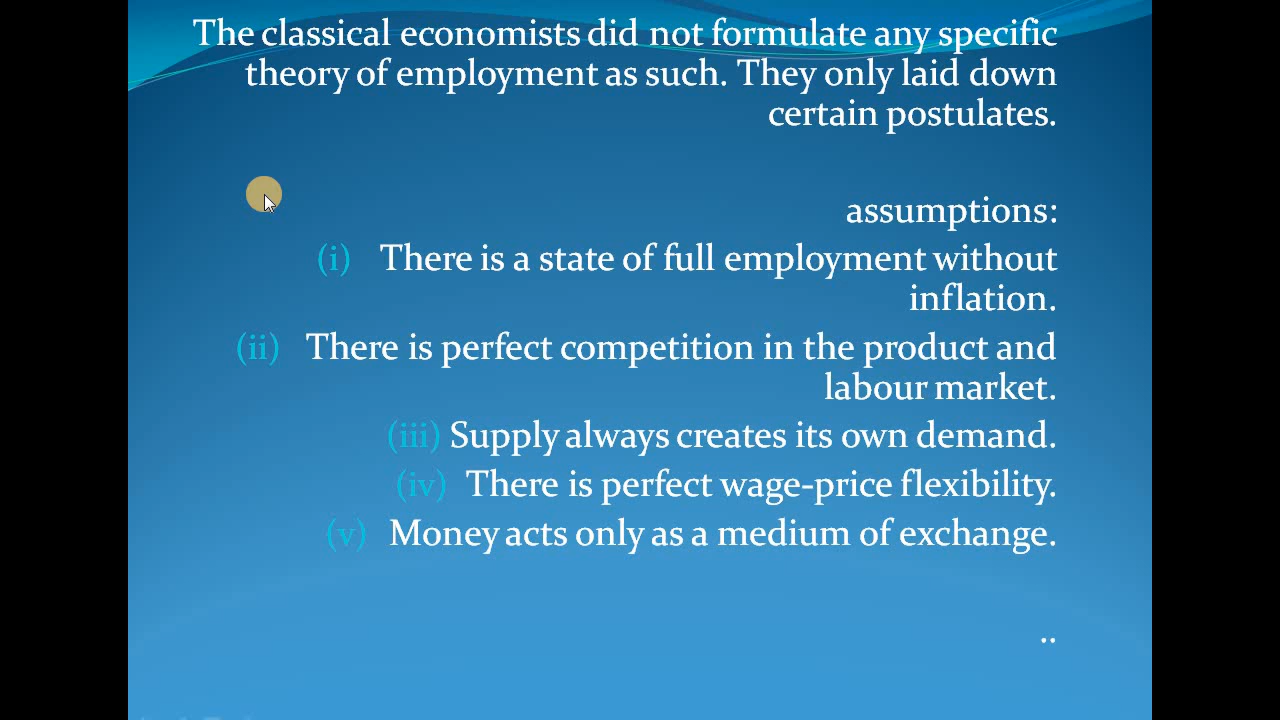 The classical economists did not formulate any specific
theory of employment as such. They only laid down
certain postulates.
assumptions:
(i) There is a state of full employment without
inflation.
(ii) There is perfect competition in the product and
labour market.
(iii) Supply always creates its own demand.
(iv) There is perfect wage-price flexibility.
(v) Money acts only as a medium of exchange.
..